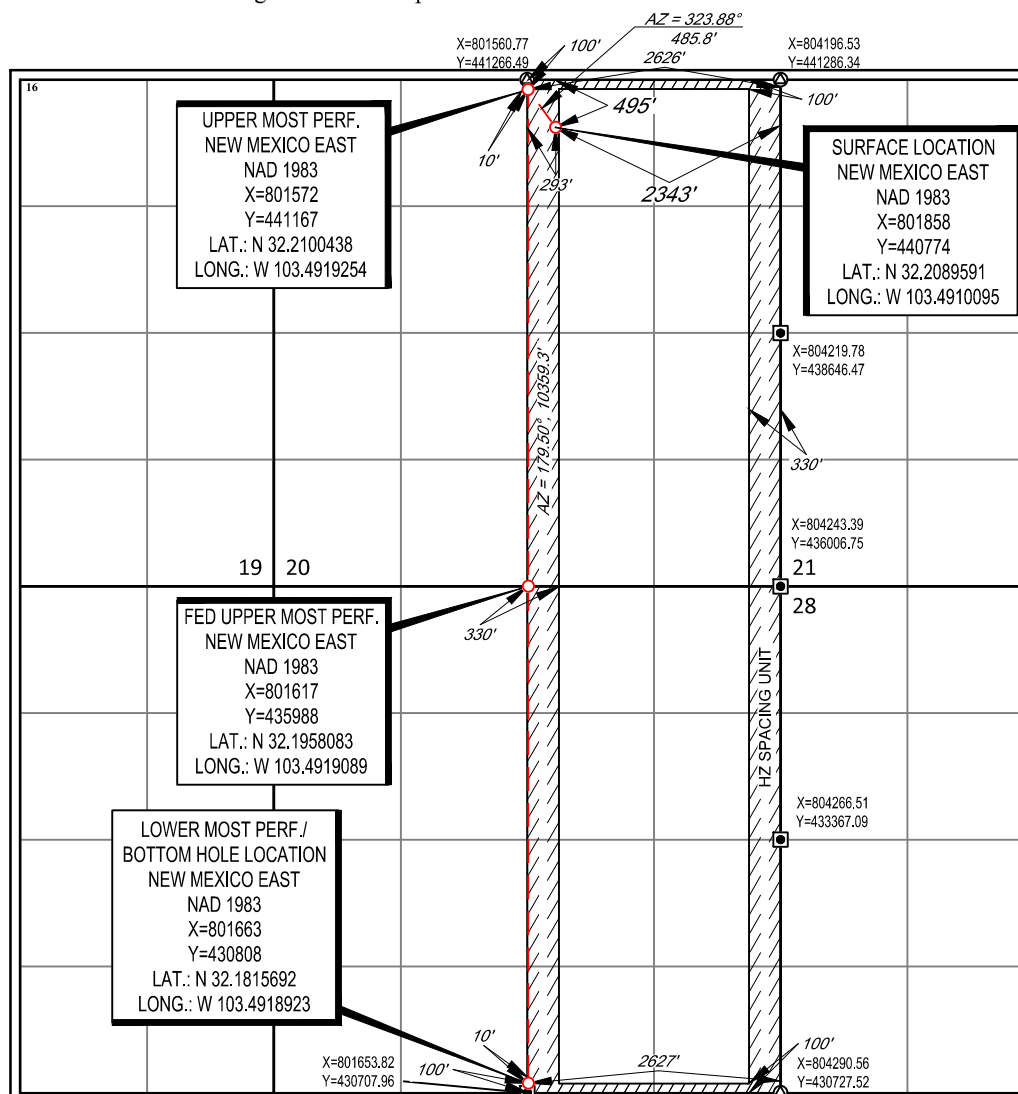 AZ = 323.88°
485.8'
X=801560.77
Y=441266.49
100'
2626'
X=804196.53
Y=441286.34
100'
16
UPPER MOST PERF.
NEW MEXICO EAST
NAD 1983
X=801572
Y=441167
LAT.: N 32.2100438
LONG.: W 103.4919254
10'
495'
293'
2343'
SURFACE LOCATION
NEW MEXICO EAST
NAD 1983
X=801858
Y=440774
LAT.: N 32.2089591
LONG.: W 103.4910095
X=804219.78
Y=438646.47
AZ = 179.50°, 10359.3'
330'
X=804243.39
Y=436006.75
19
20
21
28
FED UPPER MOST PERF.
NEW MEXICO EAST
NAD 1983
X=801617
Y=435988
LAT.: N 32.1958083
LONG.: W 103.4919089
330'
HZ SPACING UNIT
X=804266.51
Y=433367.09
LOWER MOST PERF./
BOTTOM HOLE LOCATION
NEW MEXICO EAST
NAD 1983
X=801663
Y=430808
LAT.: N 32.1815692
LONG.: W 103.4918923
10'
X=801653.82
Y=430707.96
100'
2627'
100'
X=804290.56
Y=430727.52